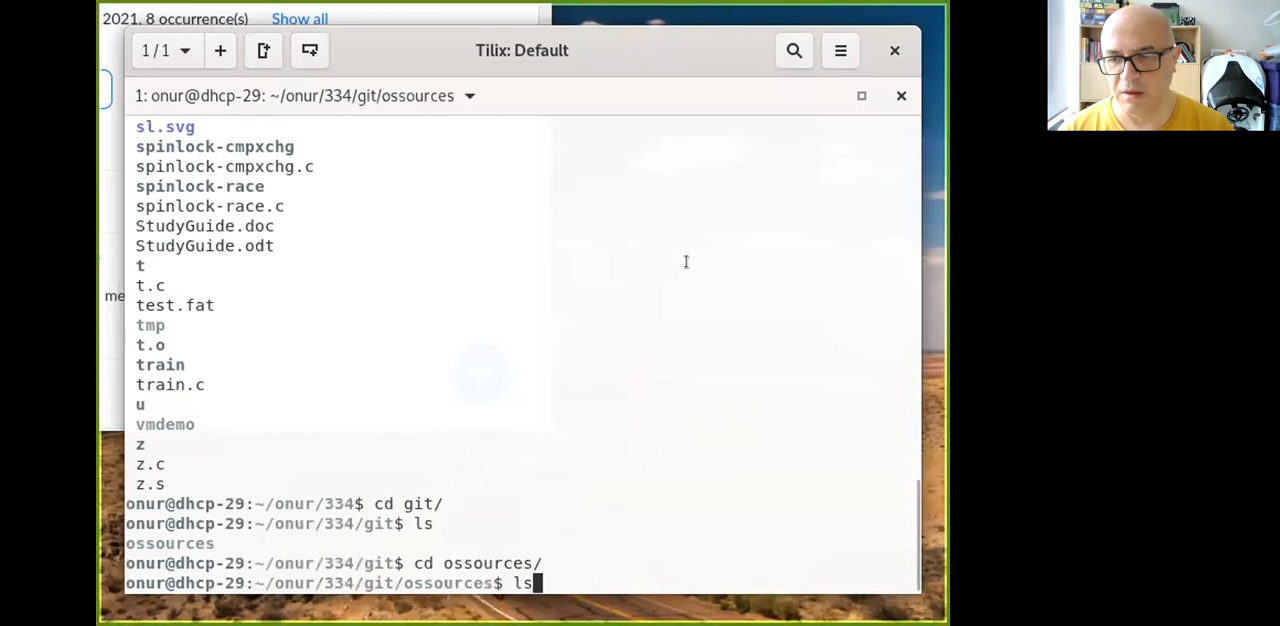 2021, 8 occurrence(s) Show all
1 / 1
Tilix: Default
1: onur@dhcp-29: ~/onur/334/git/ossources
sl.svg
spinlock-cmpxchg
spinlock-cmpxchg.c
spinlock-race
spinlock-race.c
StudyGuide.doc
StudyGuide.odt
t
t.c
me
test.fat
tmp
t.o
train
train.c
u
vmdemo
z
z.c
z.s
onur@dhcp-29:~/onur/334$ cd git/
onur@dhcp-29:~/onur/334/git$ ls
ossources
onur@dhcp-29:~/onur/334/git$ cd ossources/
onur@dhcp-29:~/onur/334/git/ossources$ ls